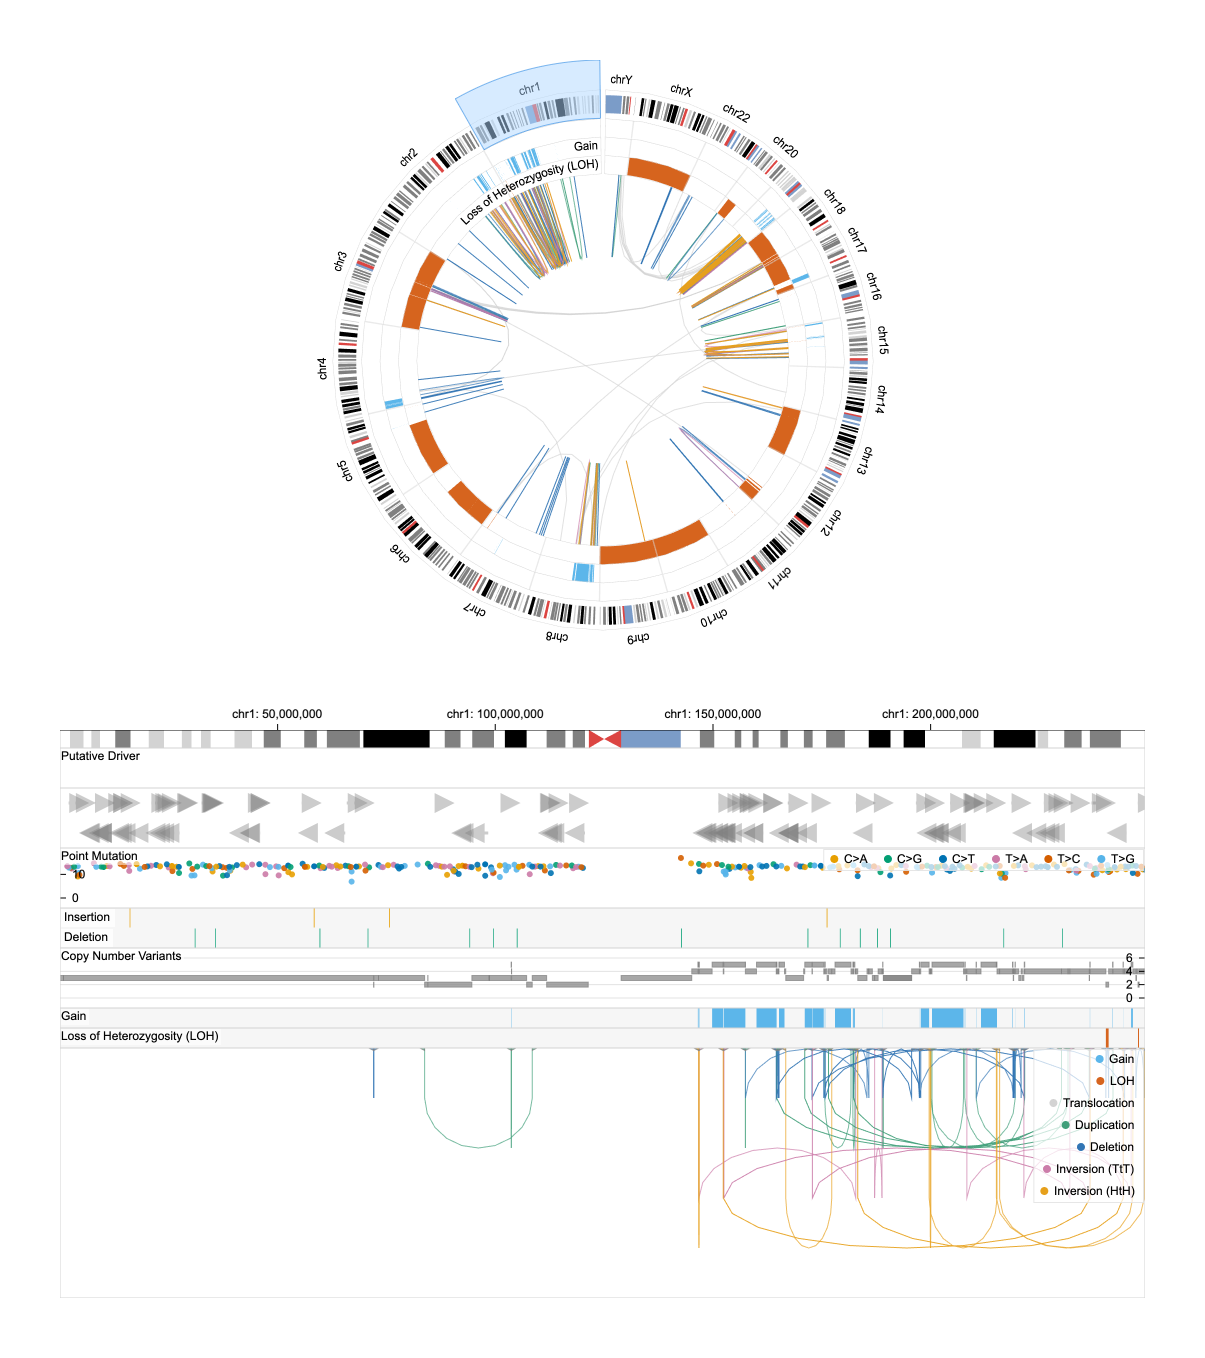 chr1
chrY
chrX
chr22
chr20
chr18
chr17
chr16
chr15
chr14
chr13
chr12
chr11
chr10
chr9
chr8
chr7
chr6
chr5
chr4
chr3
chr2
Gain
Loss of Heterozygosity (LOH)
chr1: 50,000,000 chr1: 100,000,000 chr1: 150,000,000 chr1: 200,000,000
Putative Driver
Point Mutation
C>A C>G C>T T>A T>C T>G
10
0
Insertion
Deletion
Copy Number Variants
6
4
2
0
Gain
Loss of Heterozygosity (LOH)
Gain
LOH
Translocation
Duplication
Deletion
Inversion (TtT)
Inversion (HtH)